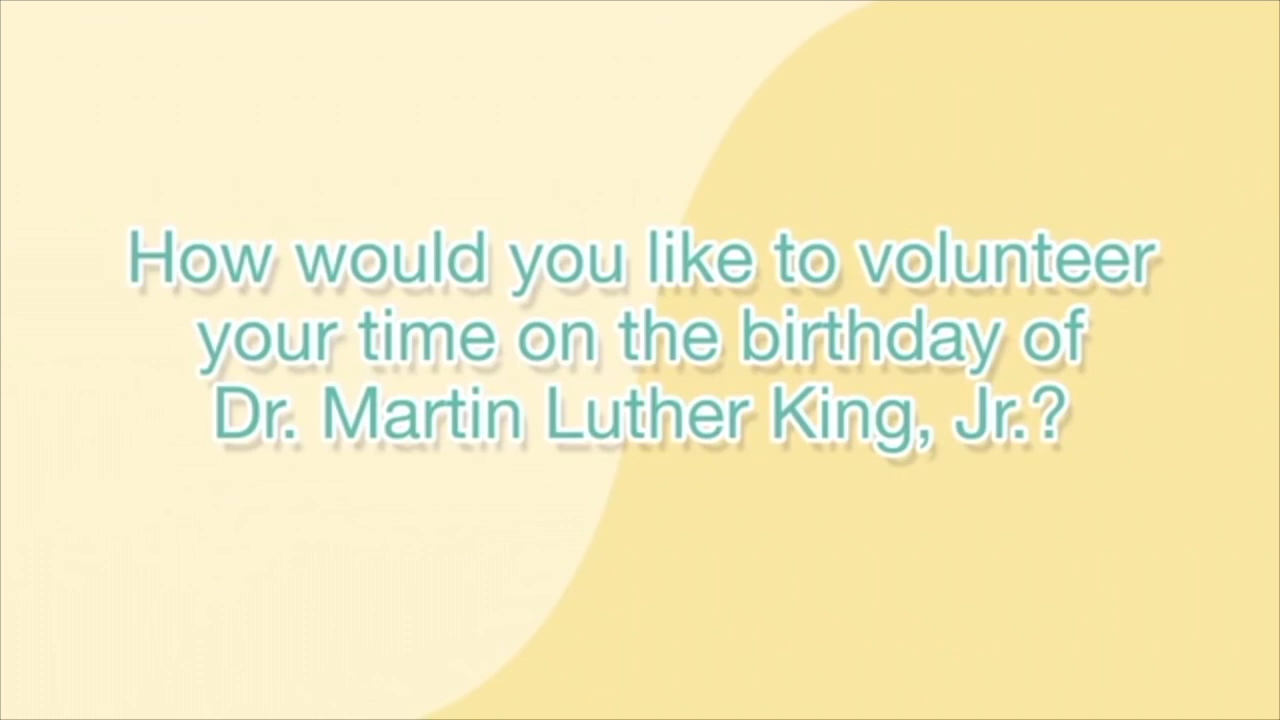 How would you like to volunteer
your time on the birthday of
Dr. Martin Luther King, Jr.?